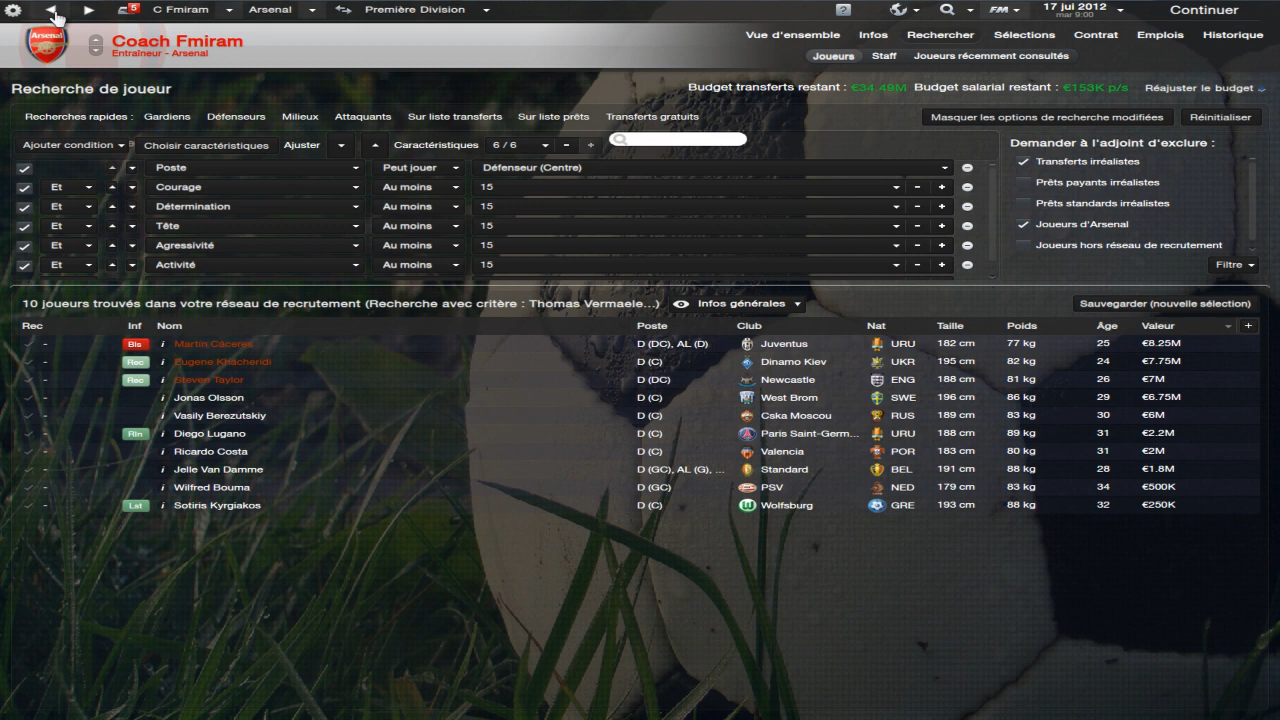 5 C Fmiram Arsenal Première Division ? FM 17 jui 2012 mar 9:00 Continuer
Arsenal Coach Fmiram
Entraîneur - Arsenal
Vue d'ensemble Infos Rechercher Sélections Contrat Emplois Historique
Joueurs Staff Joueurs récemment consultés
Recherche de joueur
Budget transferts restant : €34.49M Budget salarial restant : €153K p/s Réajuster le budget
Recherches rapides : Gardiens Défenseurs Milieux Attaquants Sur liste transferts Sur liste prêts Transferts gratuits
Masquer les options de recherche modifiées Réinitialiser
Ajouter condition Choisir caractéristiques Ajuster Caractéristiques 6 / 6
Poste Peut jouer Défenseur (Centre)
Et Courage Au moins 15
Et Détermination Au moins 15
Et Tête Au moins 15
Et Agressivité Au moins 15
Et Activité Au moins 15
Demander à l'adjoint d'exclure :
Transferts irréalistes
Prêts payants irréalistes
Prêts standards irréalistes
Joueurs d'Arsenal
Joueurs hors réseau de recrutement
Filtre
10 joueurs trouvés dans votre réseau de recrutement (Recherche avec critère : Thomas Vermaele...) Infos générales Sauvegarder (nouvelle sélection)
Rec Inf Nom Poste Club Nat Taille Poids Âge Valeur
- Bls i Martín Cáceres D (DC), AL (D) Juventus URU 182 cm 77 kg 25 €8.25M
- Rec i Eugene Khacheridi D (C) Dinamo Kiev UKR 195 cm 82 kg 24 €7.75M
- Rec i Steven Taylor D (DC) Newcastle ENG 188 cm 81 kg 26 €7M
- i Jonas Olsson D (C) West Brom SWE 196 cm 86 kg 29 €6.75M
- i Vasily Berezutskiy D (C) Cska Moscou RUS 189 cm 83 kg 30 €6M
- Rin i Diego Lugano D (C) Paris Saint-Germ... URU 188 cm 89 kg 31 €2.2M
- i Ricardo Costa D (C) Valencia POR 183 cm 80 kg 31 €2M
- i Jelle Van Damme D (GC), AL (G), ... Standard BEL 191 cm 88 kg 28 €1.8M
- i Wilfred Bouma D (GC) PSV NED 179 cm 83 kg 34 €500K
- Lst i Sotiris Kyrgiakos D (C) Wolfsburg GRE 193 cm 88 kg 32 €250K